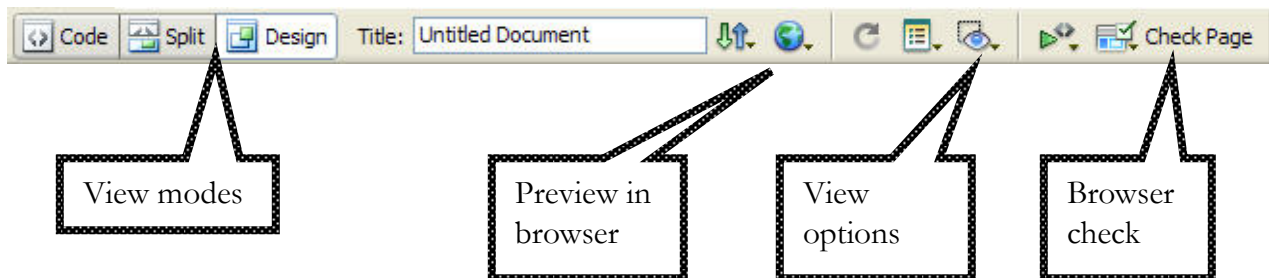 Code Split Design Title: Untitled Document Check Page
View modes
Preview in
browser
View
options
Browser
check